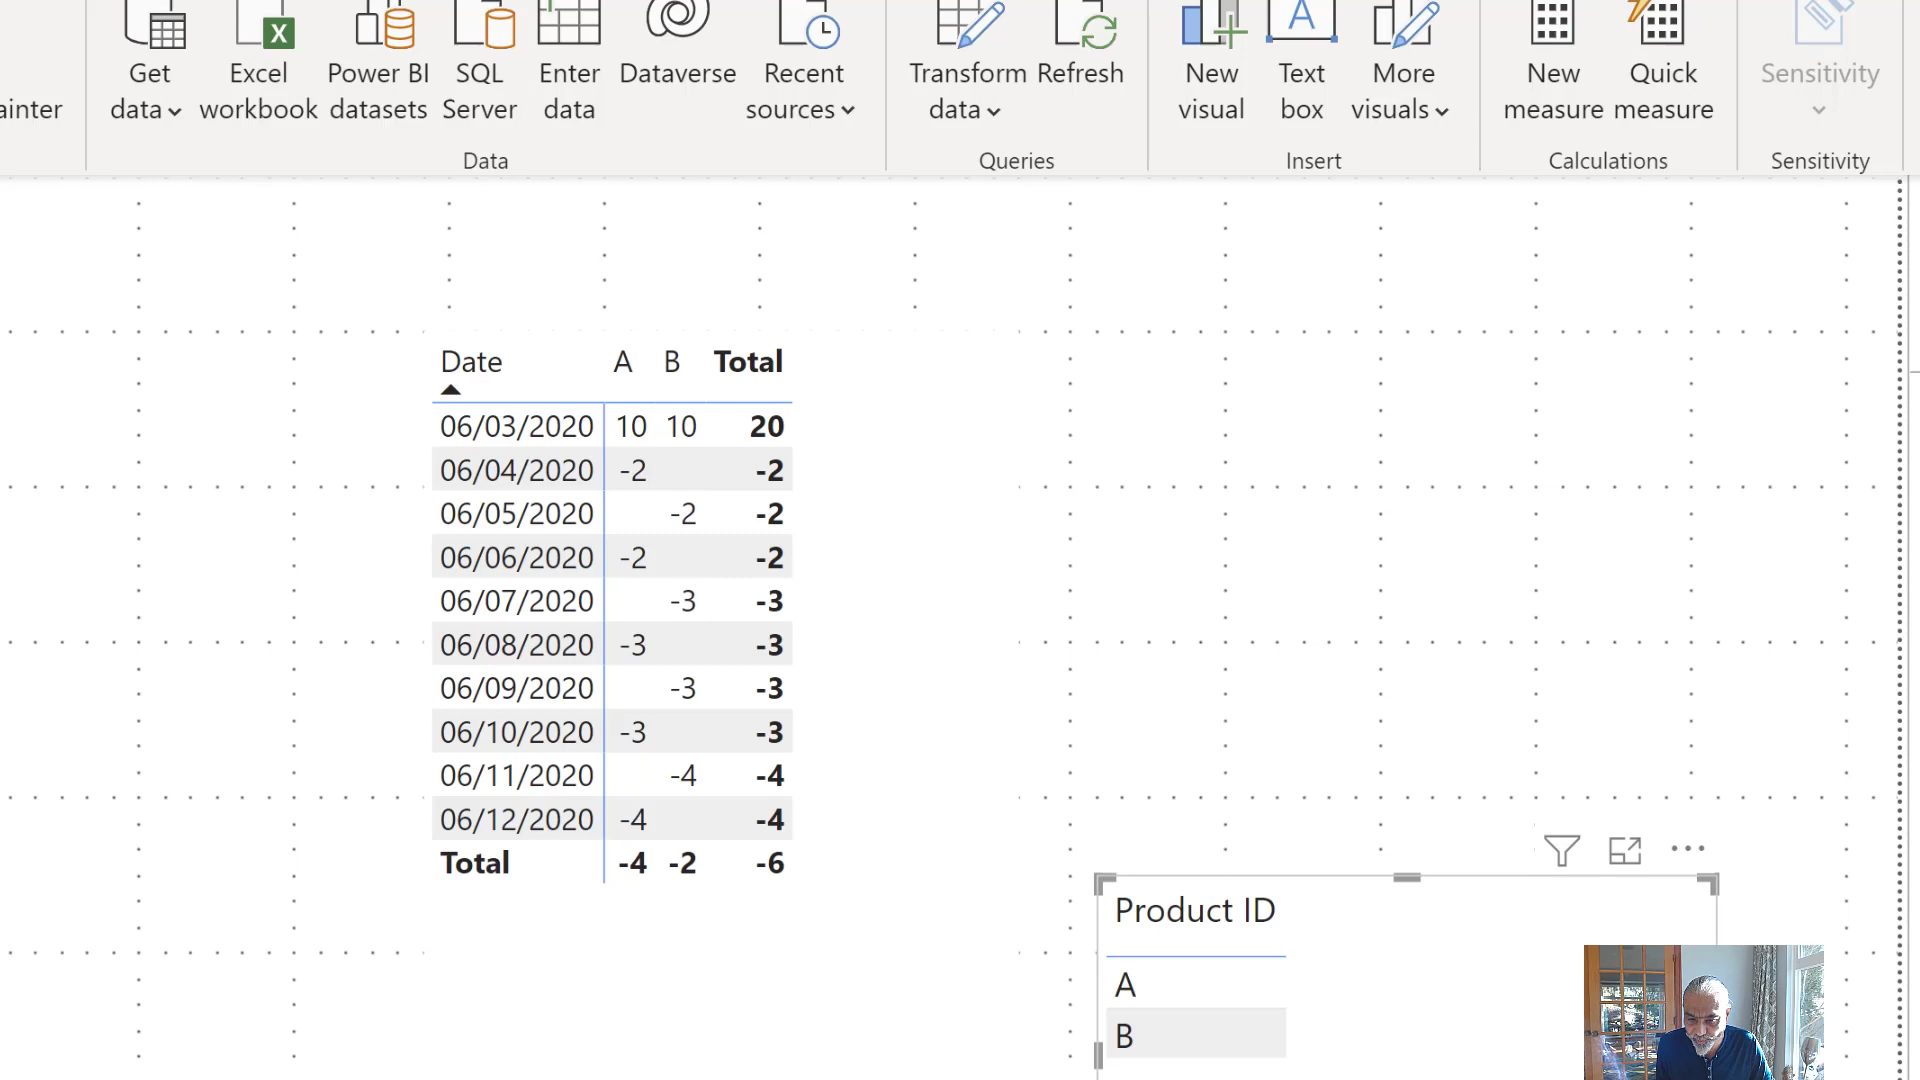 ainter
Get data
Excel workbook
Power BI datasets
SQL Server
Enter data
Dataverse
Recent sources
Data
Transform data
Refresh
Queries
New visual
A
Text box
More visuals
Insert
New measure
Quick measure
Calculations
Sensitivity
Sensitivity
X
Date A B Total
06/03/2020 10 10 20
06/04/2020 -2 -2
06/05/2020 -2 -2
06/06/2020 -2 -2
06/07/2020 -3 -3
06/08/2020 -3 -3
06/09/2020 -3 -3
06/10/2020 -3 -3
06/11/2020 -4 -4
06/12/2020 -4 -4
Total -4 -2 -6
Product ID
A
B